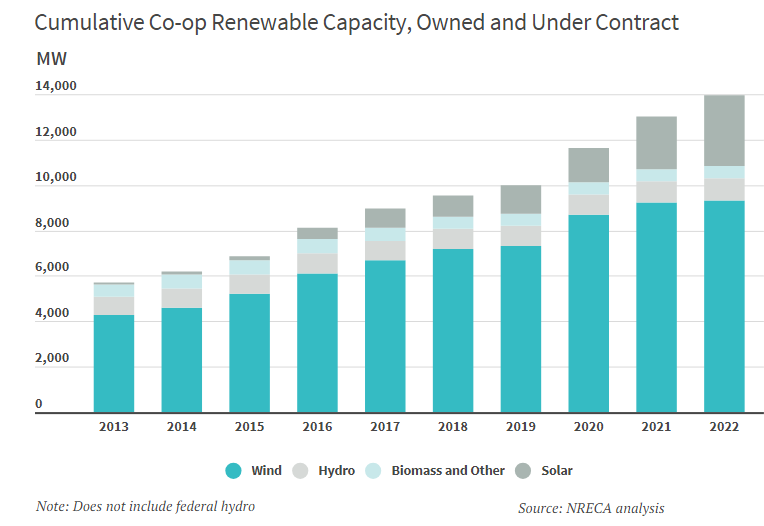 Cumulative Co-op Renewable Capacity, Owned and Under Contract
MW
14,000
12,000
10,000
8,000
6,000
4,000
2,000
0
2013 2014 2015 2016 2017 2018 2019 2020 2021 2022
Wind Hydro Biomass and Other Solar
Note: Does not include federal hydro
Source: NRECA analysis